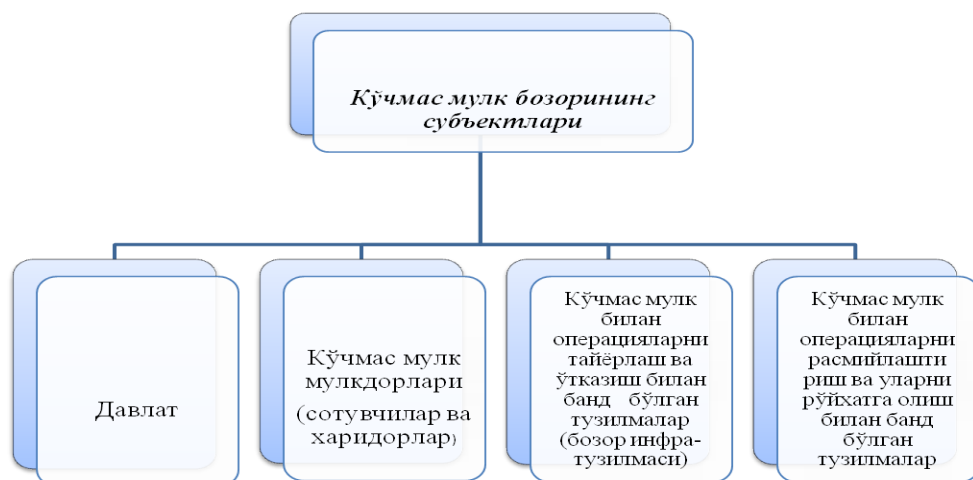 Кўчмас мулк бозорининг
субъектлари
Давлат
Кўчмас мулк
мулкдорлари
(сотувчилар ва
харидорлар)
Кўчмас мулк
билан
операцияларни
тайёрлаш ва
ўтказиш билан
банд бўлган
тузилмалар
(бозор инфра-
тузилмаси)
Кўчмас мулк
билан
операцияларни
расмийлашти
риш ва уларни
рўйхатга олиш
билан банд
бўлган
тузилмалар